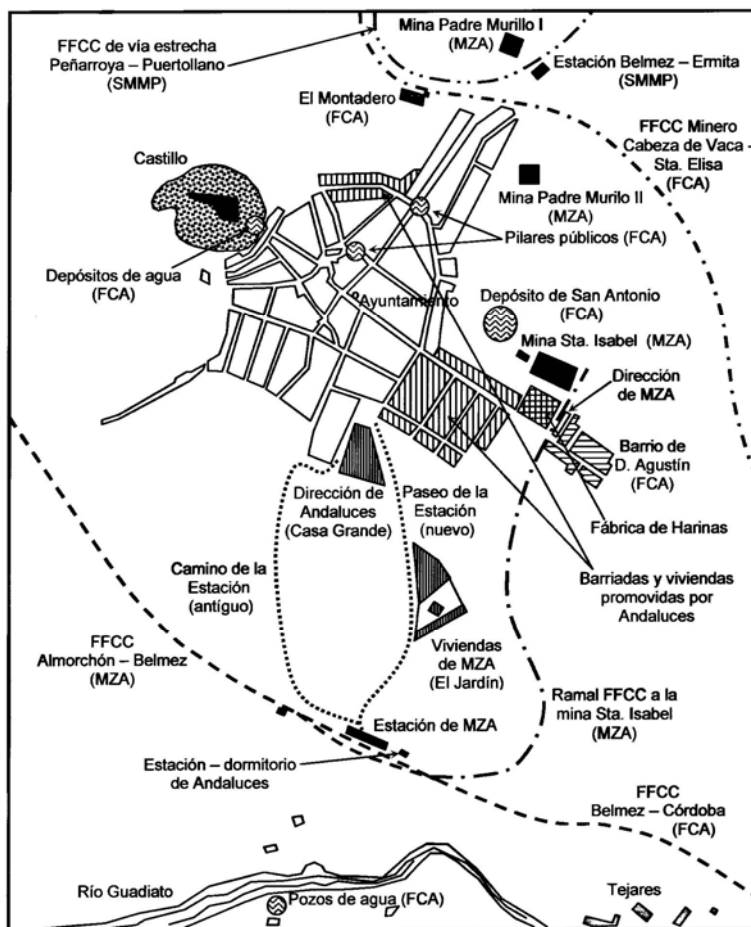 FFCC de vía estrecha
Peñarroya – Puertollano
(SMMP)
Mina Padre Murillo I
(MZA)
Estación Belmez – Ermita
(SMMP)
El Montadero
(FCA)
FFCC Minero
Cabeza de Vaca –
Sta. Elisa
(FCA)
Castillo
Mina Padre Murilo II
(MZA)
Pilares públicos (FCA)
Depósitos de agua
(FCA)
Ayuntamiento
Depósito de San Antonio
(FCA)
Mina Sta. Isabel (MZA)
Dirección
de MZA
Barrio de
D. Agustín
(FCA)
Dirección de
Andaluces
(Casa Grande)
Paseo de la
Estación
(nuevo)
Fábrica de Harinas
Camino de la
Estación
(antíguo)
Barriadas y viviendas
promovidas por
Andaluces
FFCC
Almorchón – Belmez
(MZA)
Viviendas
de MZA
(El Jardín)
Ramal FFCC a la
mina Sta. Isabel
(MZA)
Estación de MZA
Estación – dormitorio
de Andaluces
FFCC
Belmez – Córdoba
(FCA)
Río Guadiato
Pozos de agua (FCA)
Tejares